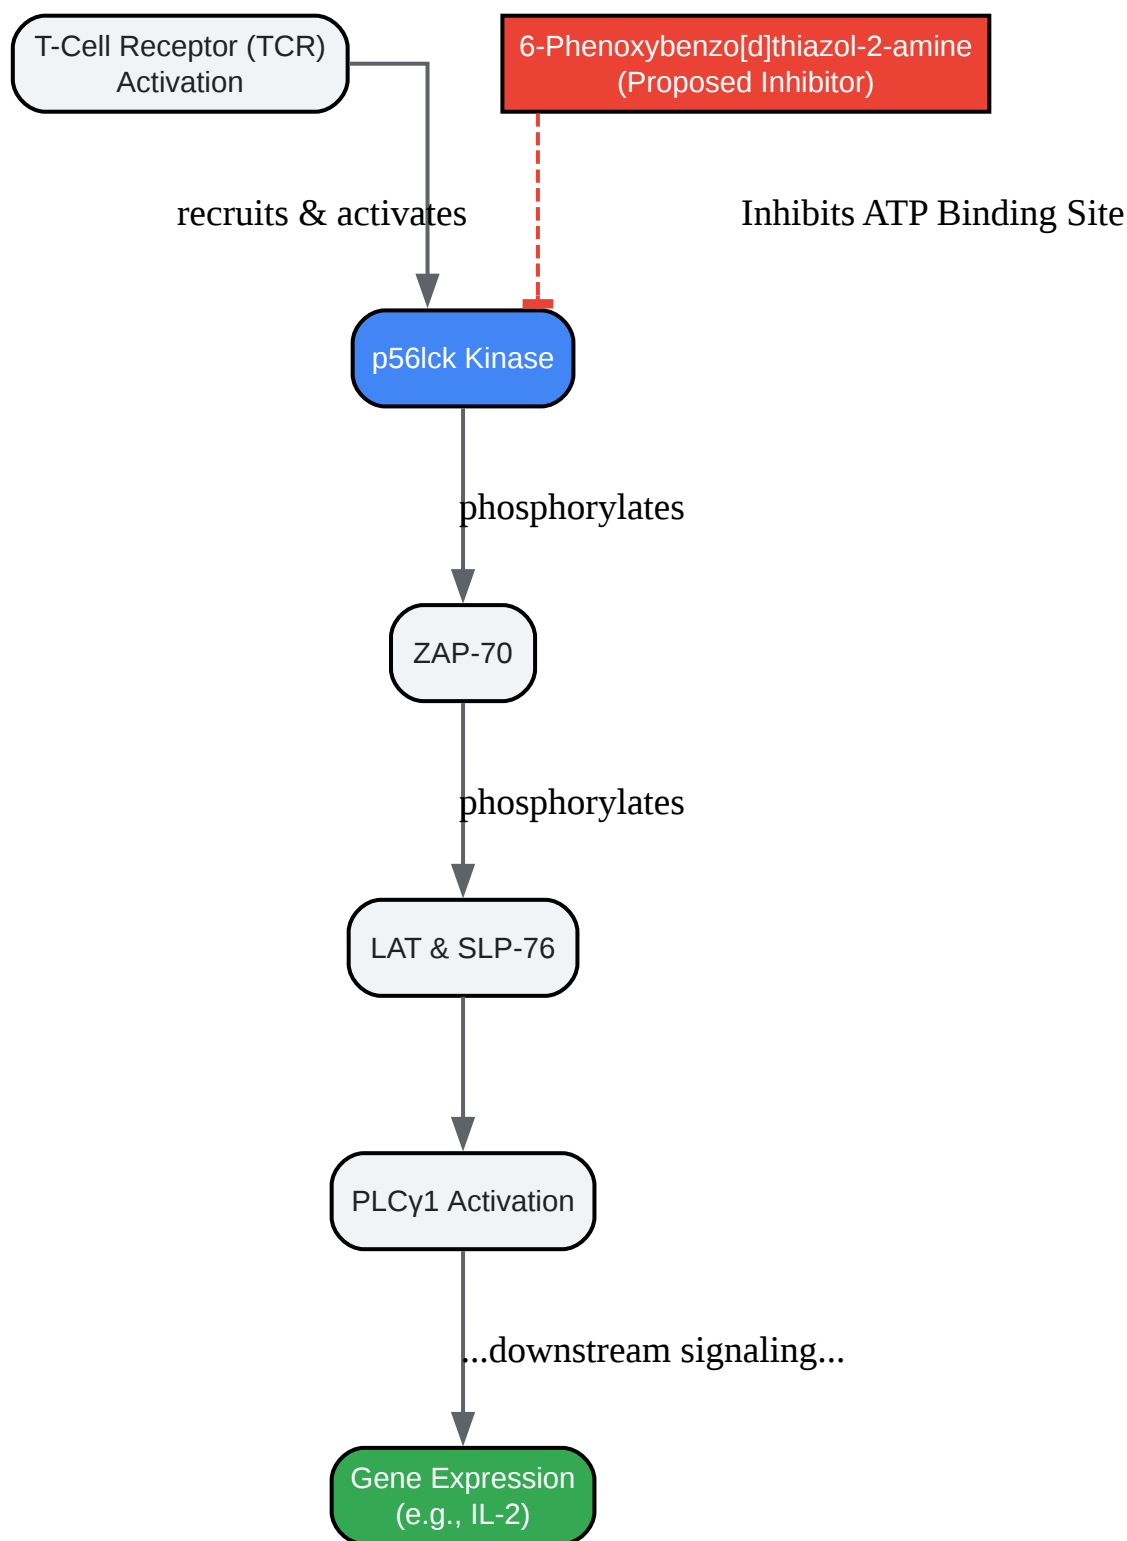 T-Cell Receptor (TCR)
Activation
6-Phenoxybenzo[d]thiazol-2-amine
(Proposed Inhibitor)
recruits & activates
Inhibits ATP Binding Site
p56lck Kinase
phosphorylates
ZAP-70
phosphorylates
LAT & SLP-76
PLCγ1 Activation
...downstream signaling...
Gene Expression
(e.g., IL-2)